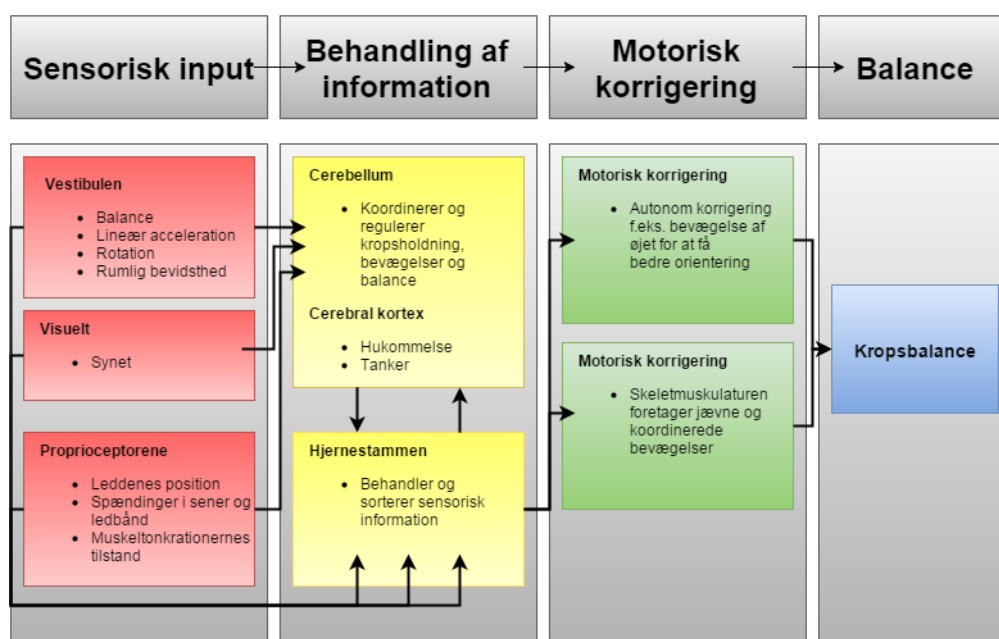 Sensorisk input
Behandling af
information
Motorisk
korrigering
Balance
Vestibulen
• Balance
• Lineær acceleration
• Rotation
• Rumlig bevidsthed
Visuelt
• Synet
Proprioceptorene
• Leddenes position
• Spændinger i sener og
ledbånd
• Muskeltonkrationernes
tilstand
Cerebellum
• Koordinerer og
regulerer
kropsholdning,
bevægelser og
balance
Cerebral kortex
• Hukommelse
• Tanker
Hjernestammen
• Behandler og
sorterer sensorisk
information
Motorisk korrigering
• Autonom korrigering
f.eks. bevægelse af
øjet for at få
bedre orientering
Motorisk korrigering
• Skeletmuskulaturen
foretager jævne og
koordinerede
bevægelser
Kropsbalance